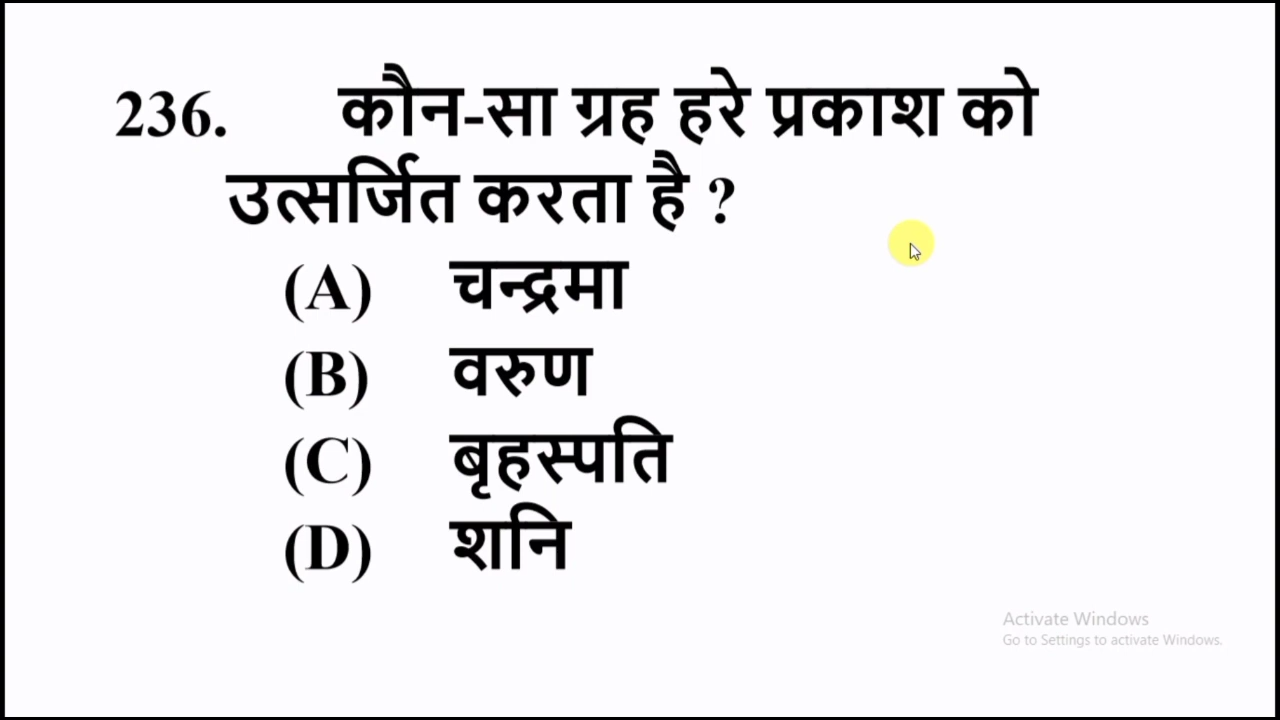 236. कौन-सा ग्रह हरे प्रकाश को
उत्सर्जित करता है ?
(A) चन्द्रमा
(B) वरुण
(C) बृहस्पति
(D) शनि
Activate Windows
Go to Settings to activate Windows.